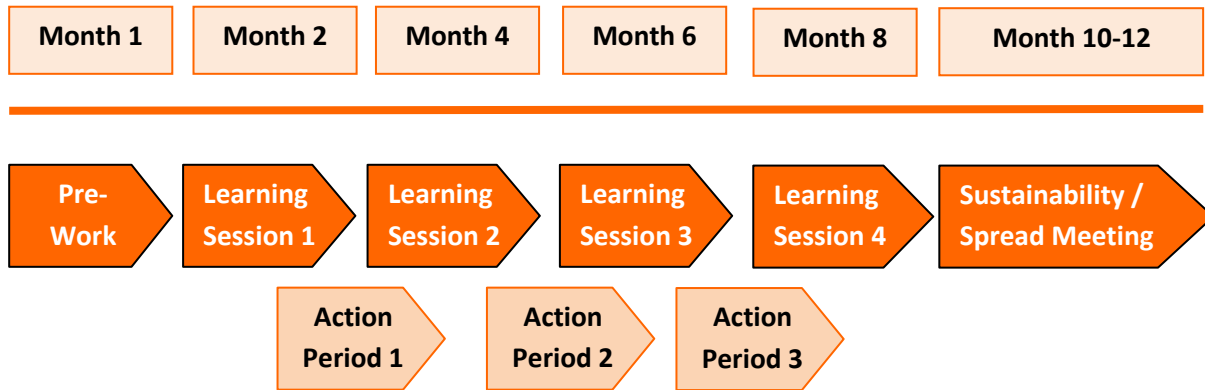 Month 1
Month 2
Month 4
Month 6
Month 8
Month 10-12
Pre-
Work
Learning
Session 1
Learning
Session 2
Learning
Session 3
Learning
Session 4
Sustainability /
Spread Meeting
Action
Period 1
Action
Period 2
Action
Period 3